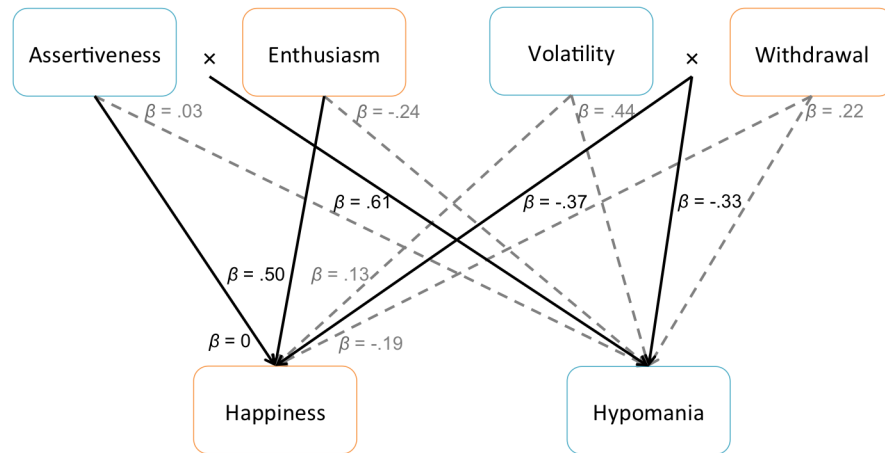 Assertiveness × Enthusiasm Volatility × Withdrawal
β = .03 β = -.24 β = .44 β = .22
β = .61 β = -.37 β = -.33
β = .50 β = .13
β = 0 β = -.19
Happiness Hypomania